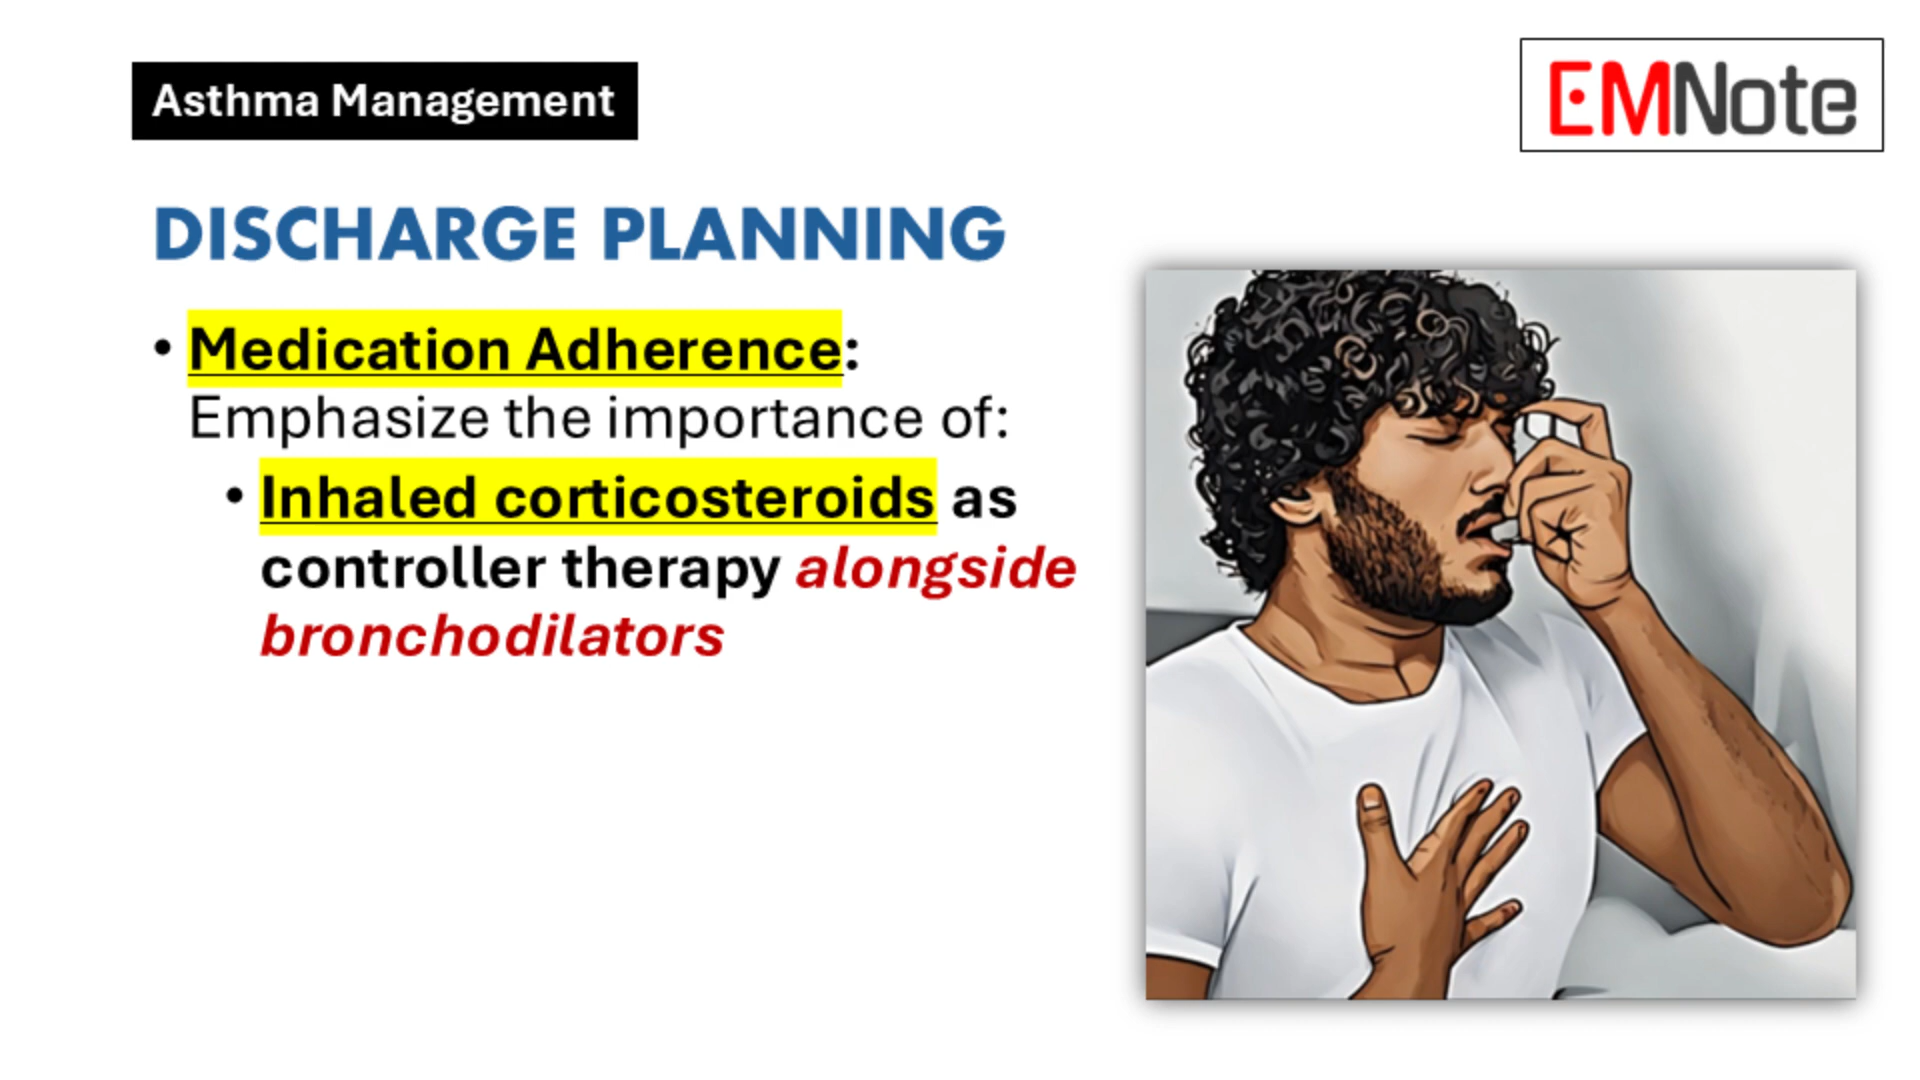 Asthma Management
EMNote
DISCHARGE PLANNING
• Medication Adherence:
Emphasize the importance of:
• Inhaled corticosteroids as
controller therapy alongside
bronchodilators